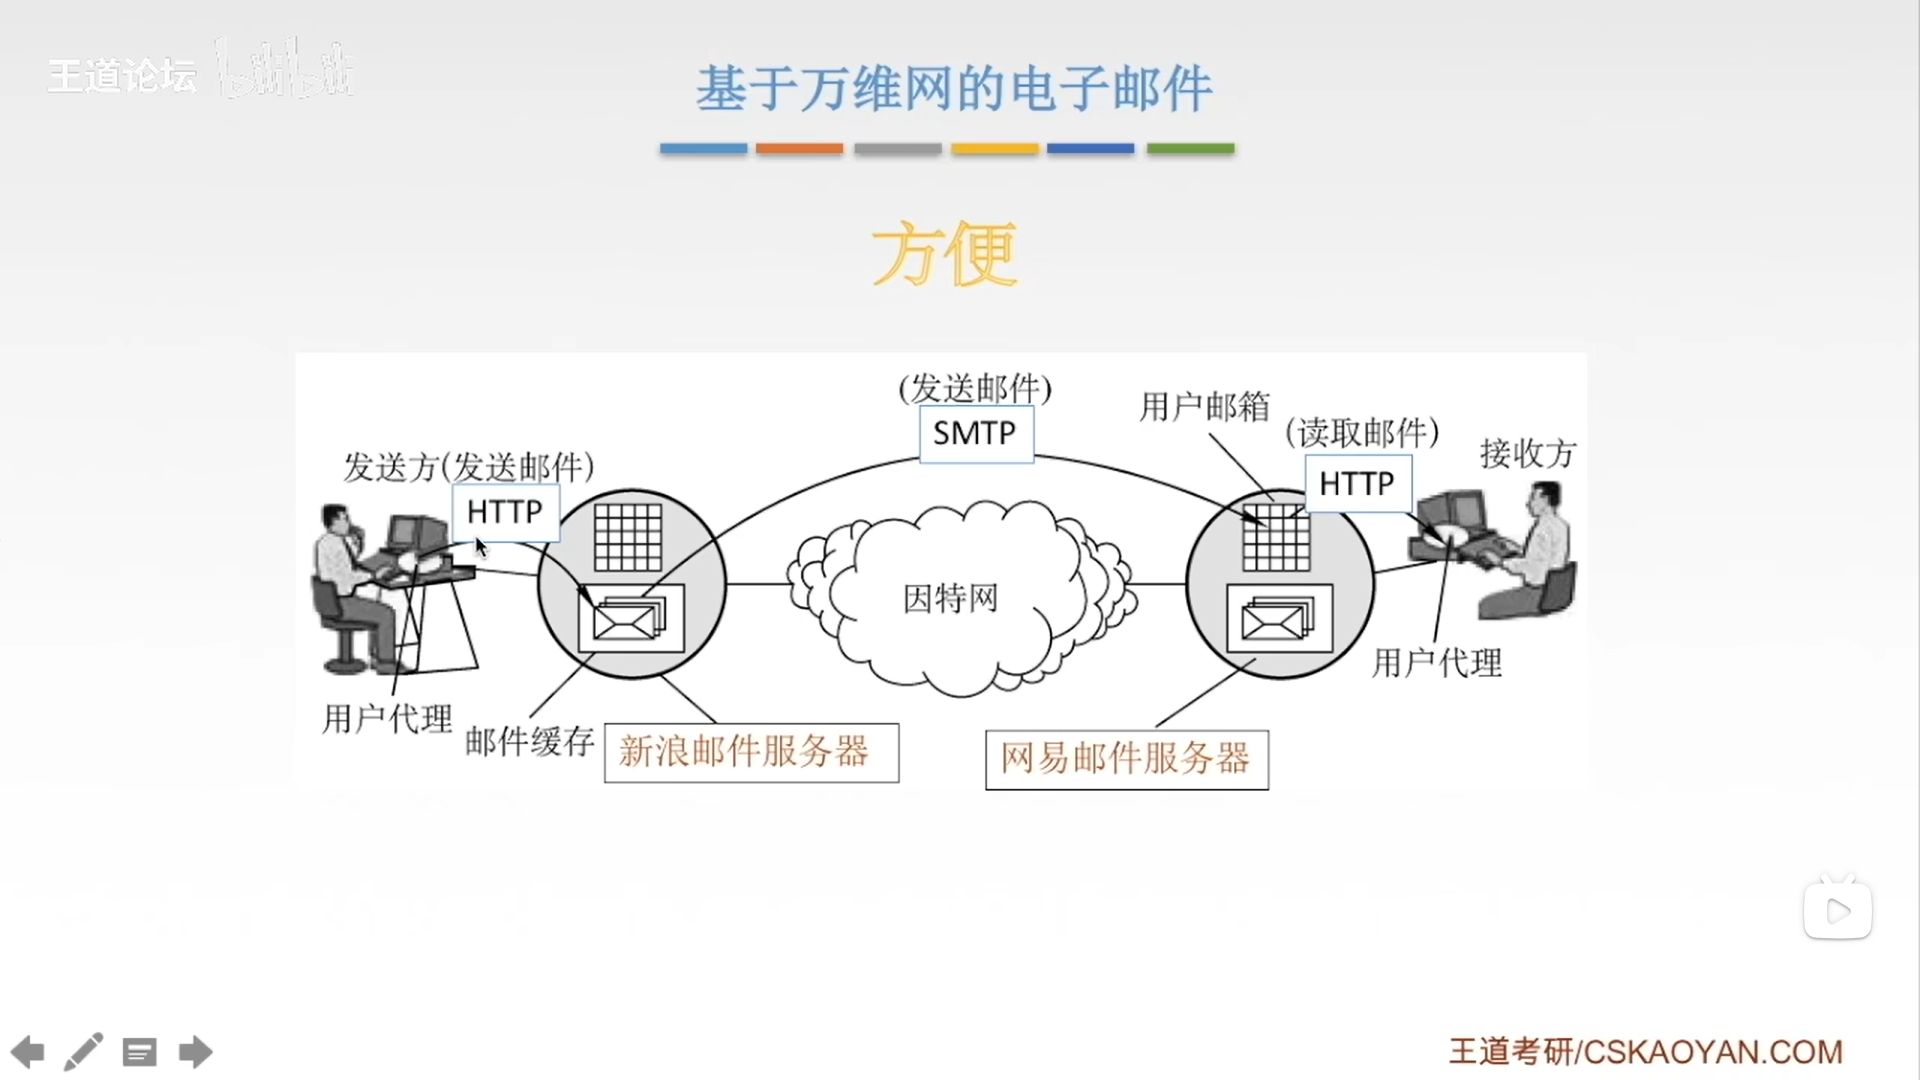 王道论坛 bilibili
基于万维网的电子邮件
方便
(发送邮件)
SMTP
用户邮箱
(读取邮件)
HTTP
接收方
发送方(发送邮件)
HTTP
因特网
用户代理
用户代理
邮件缓存
新浪邮件服务器
网易邮件服务器
王道考研/CSKAOYAN.COM